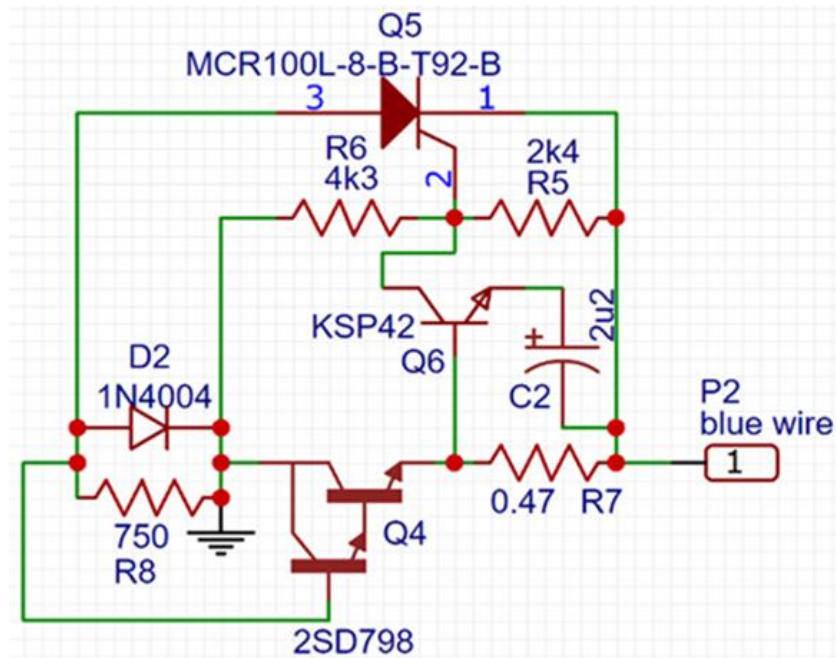 Q5
MCR100L-8-B-T92-B
3
1
R6
4k3
2
2k4
R5
KSP42
Q6
2u2
C2
D2
1N4004
P2
blue wire
1
750
R8
Q4
0.47 R7
2SD798